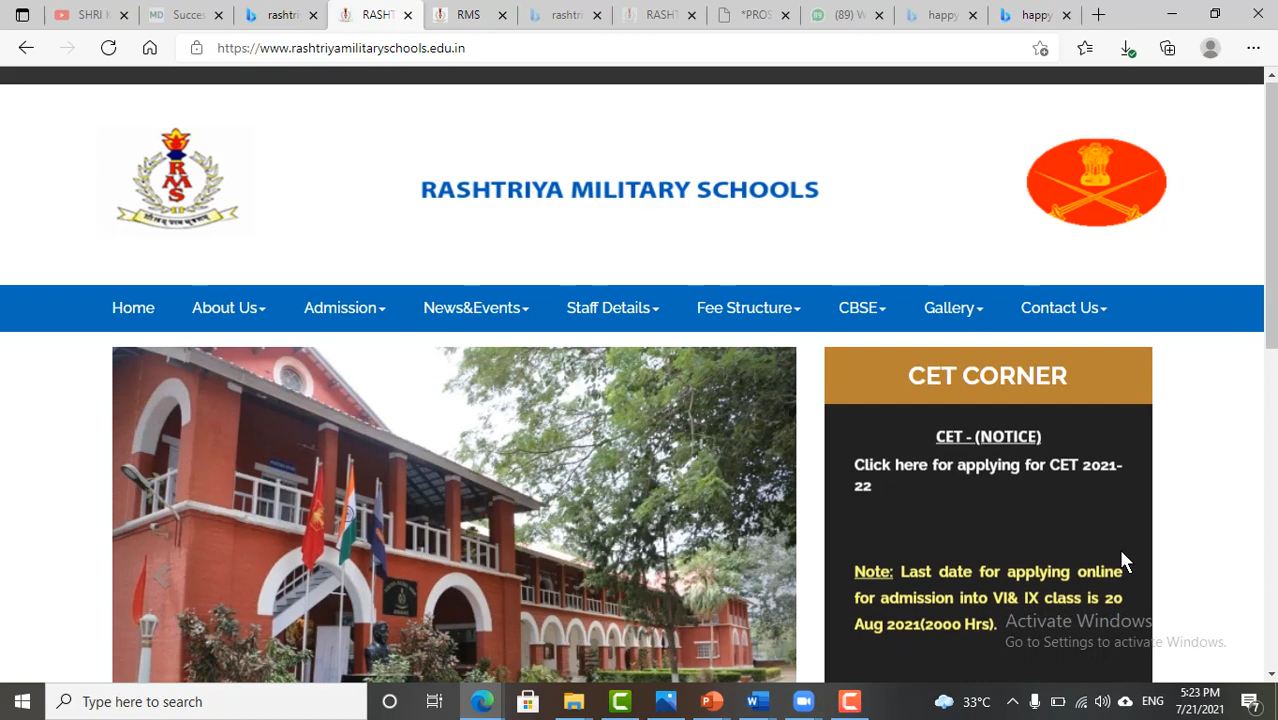 SHRI
Succes
rashtri
RASHT
RMS
rashtri
RASHT
*PROS
(89) W
happy
happy
https://www.rashtriyamilitaryschools.edu.in
RMS
RASHTRIYA MILITARY SCHOOLS
Home About Us Admission News&Events Staff Details Fee Structure CBSE Gallery Contact Us
CET CORNER
CET - (NOTICE)
Click here for applying for CET 2021-
22
Note: Last date for applying online
for admission into VI& IX class is 20
Aug 2021(2000 Hrs).
Activate Windows
Go to Settings to activate Windows.
Type here to search
33°C
ENG
5:23 PM
7/21/2021
7